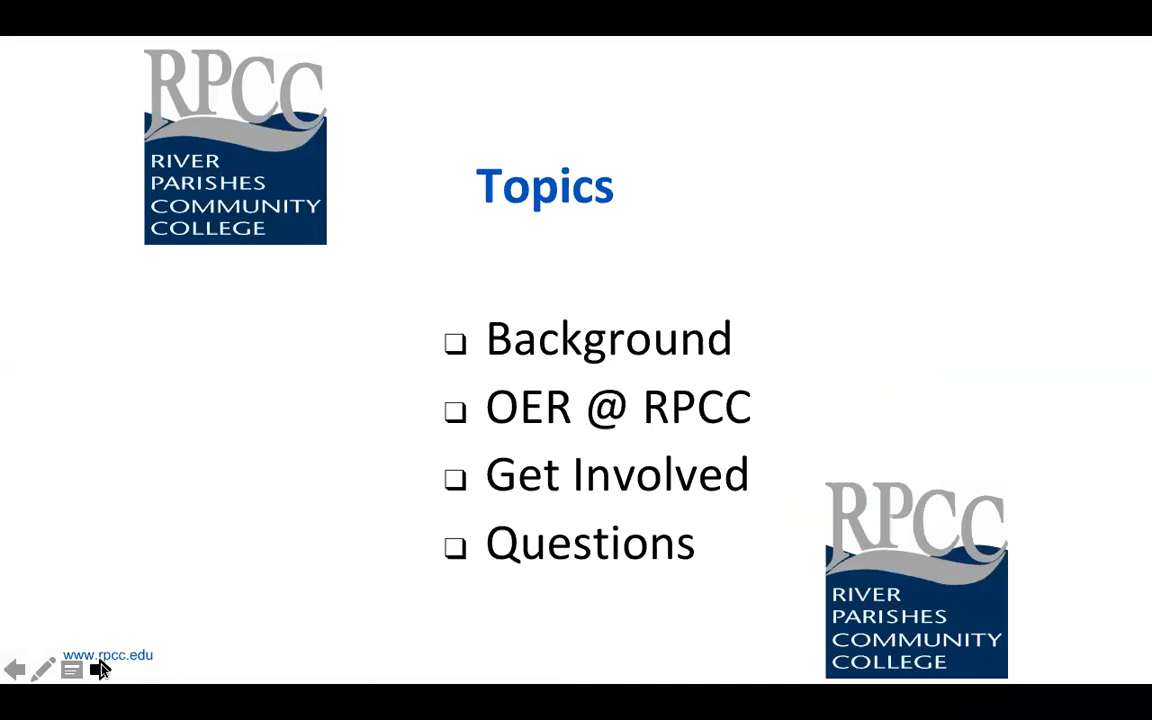 RPCC
RIVER
PARISHES
COMMUNITY
COLLEGE
Topics
❑ Background
❑ OER @ RPCC
❑ Get Involved
❑ Questions
RPCC
RIVER
PARISHES
COMMUNITY
COLLEGE
www.rpcc.edu